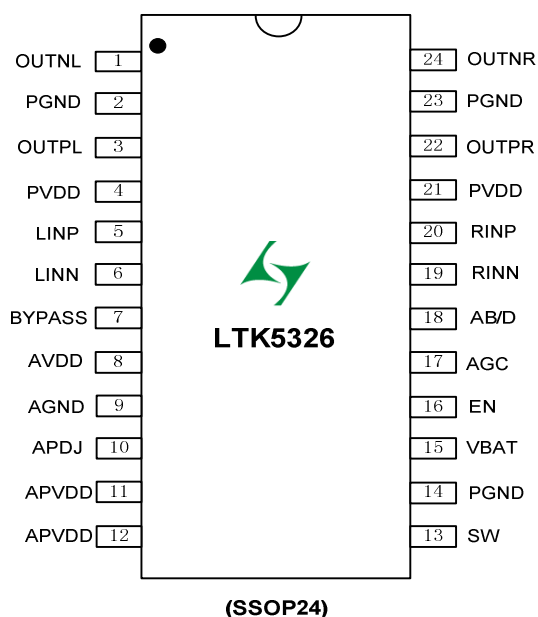 OUTNL 1 24 OUTNR
PGND 2 23 PGND
OUTPL 3 22 OUTPR
PVDD 4 21 PVDD
LINP 5 20 RINP
LINN 6 19 RINN
BYPASS 7 18 AB/D
LTK5326
AVDD 8 17 AGC
AGND 9 16 EN
APDJ 10 15 VBAT
APVDD 11 14 PGND
APVDD 12 13 SW
(SSOP24)